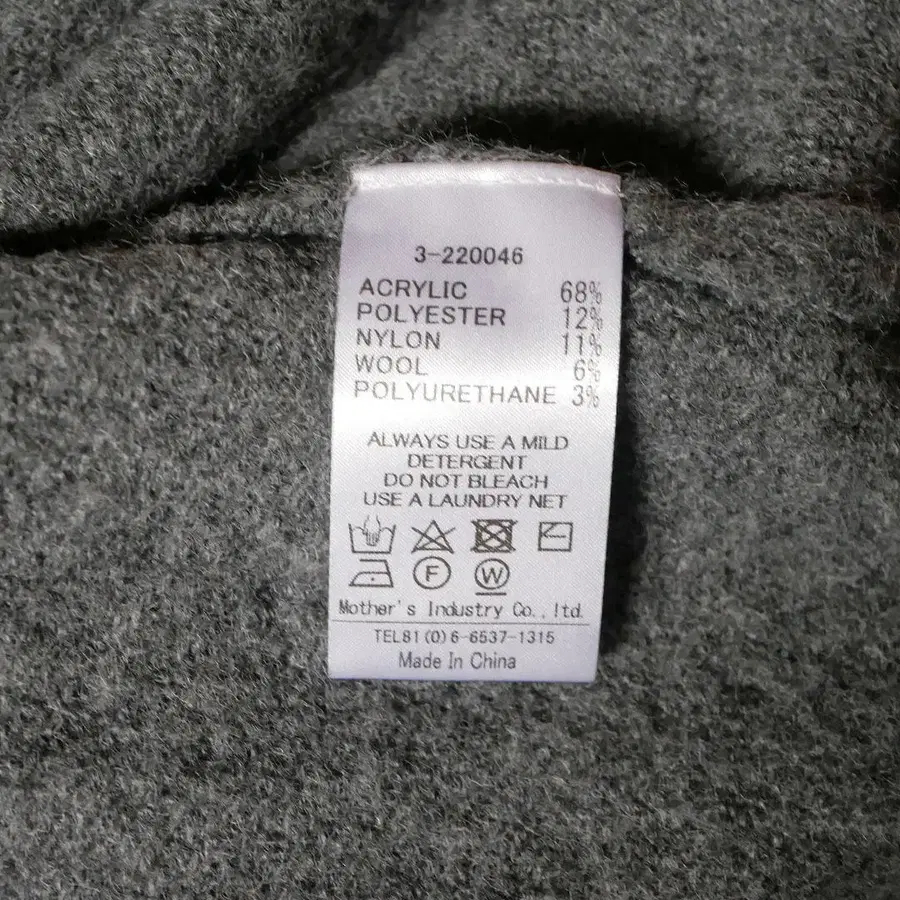 3-220046
ACRYLIC 68%
POLYESTER 12%
NYLON 11%
WOOL 6%
POLYURETHANE 3%
ALWAYS USE A MILD
DETERGENT
DO NOT BLEACH
USE A LAUNDRY NET
F W
Mother's Industry Co.,ltd.
TEL81(0)6-6537-1315
Made In China